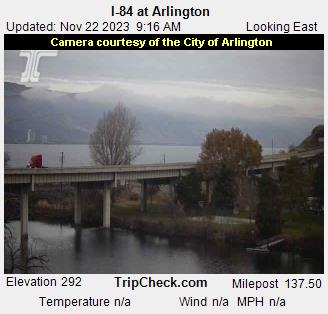 I-84 at Arlington
Updated: Nov 22 2023 9:16 AM Looking East
Camera courtesy of the City of Arlington
Elevation 292 TripCheck.com Milepost 137.50
Temperature n/a Wind n/a MPH n/a